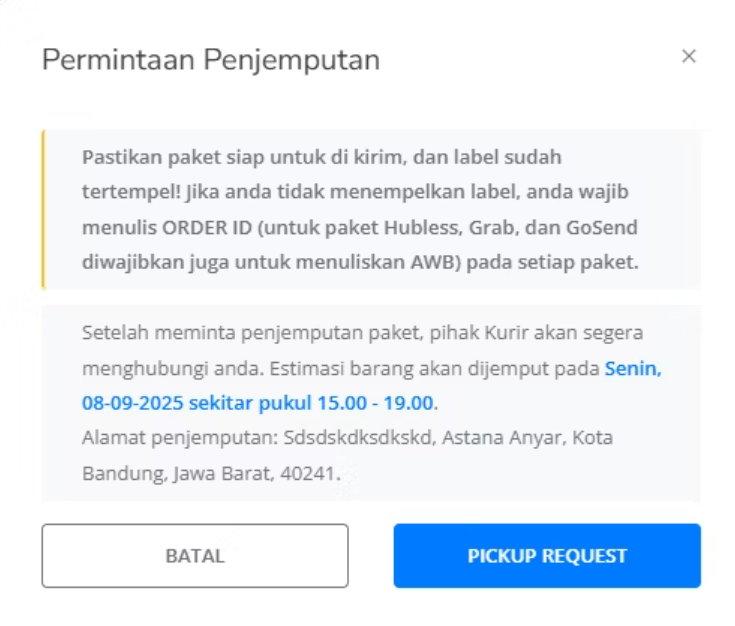 Permintaan Penjemputan
×
Pastikan paket siap untuk di kirim, dan label sudah
tertempel! Jika anda tidak menempelkan label, anda wajib
menulis ORDER ID (untuk paket Hubless, Grab, dan GoSend
diwajibkan juga untuk menuliskan AWB) pada setiap paket.
Setelah meminta penjemputan paket, pihak Kurir akan segera
menghubungi anda. Estimasi barang akan dijemput pada Senin,
08-09-2025 sekitar pukul 15.00 - 19.00.
Alamat penjemputan: Sdsdskdksdkskd, Astana Anyar, Kota
Bandung, Jawa Barat, 40241.
BATAL
PICKUP REQUEST